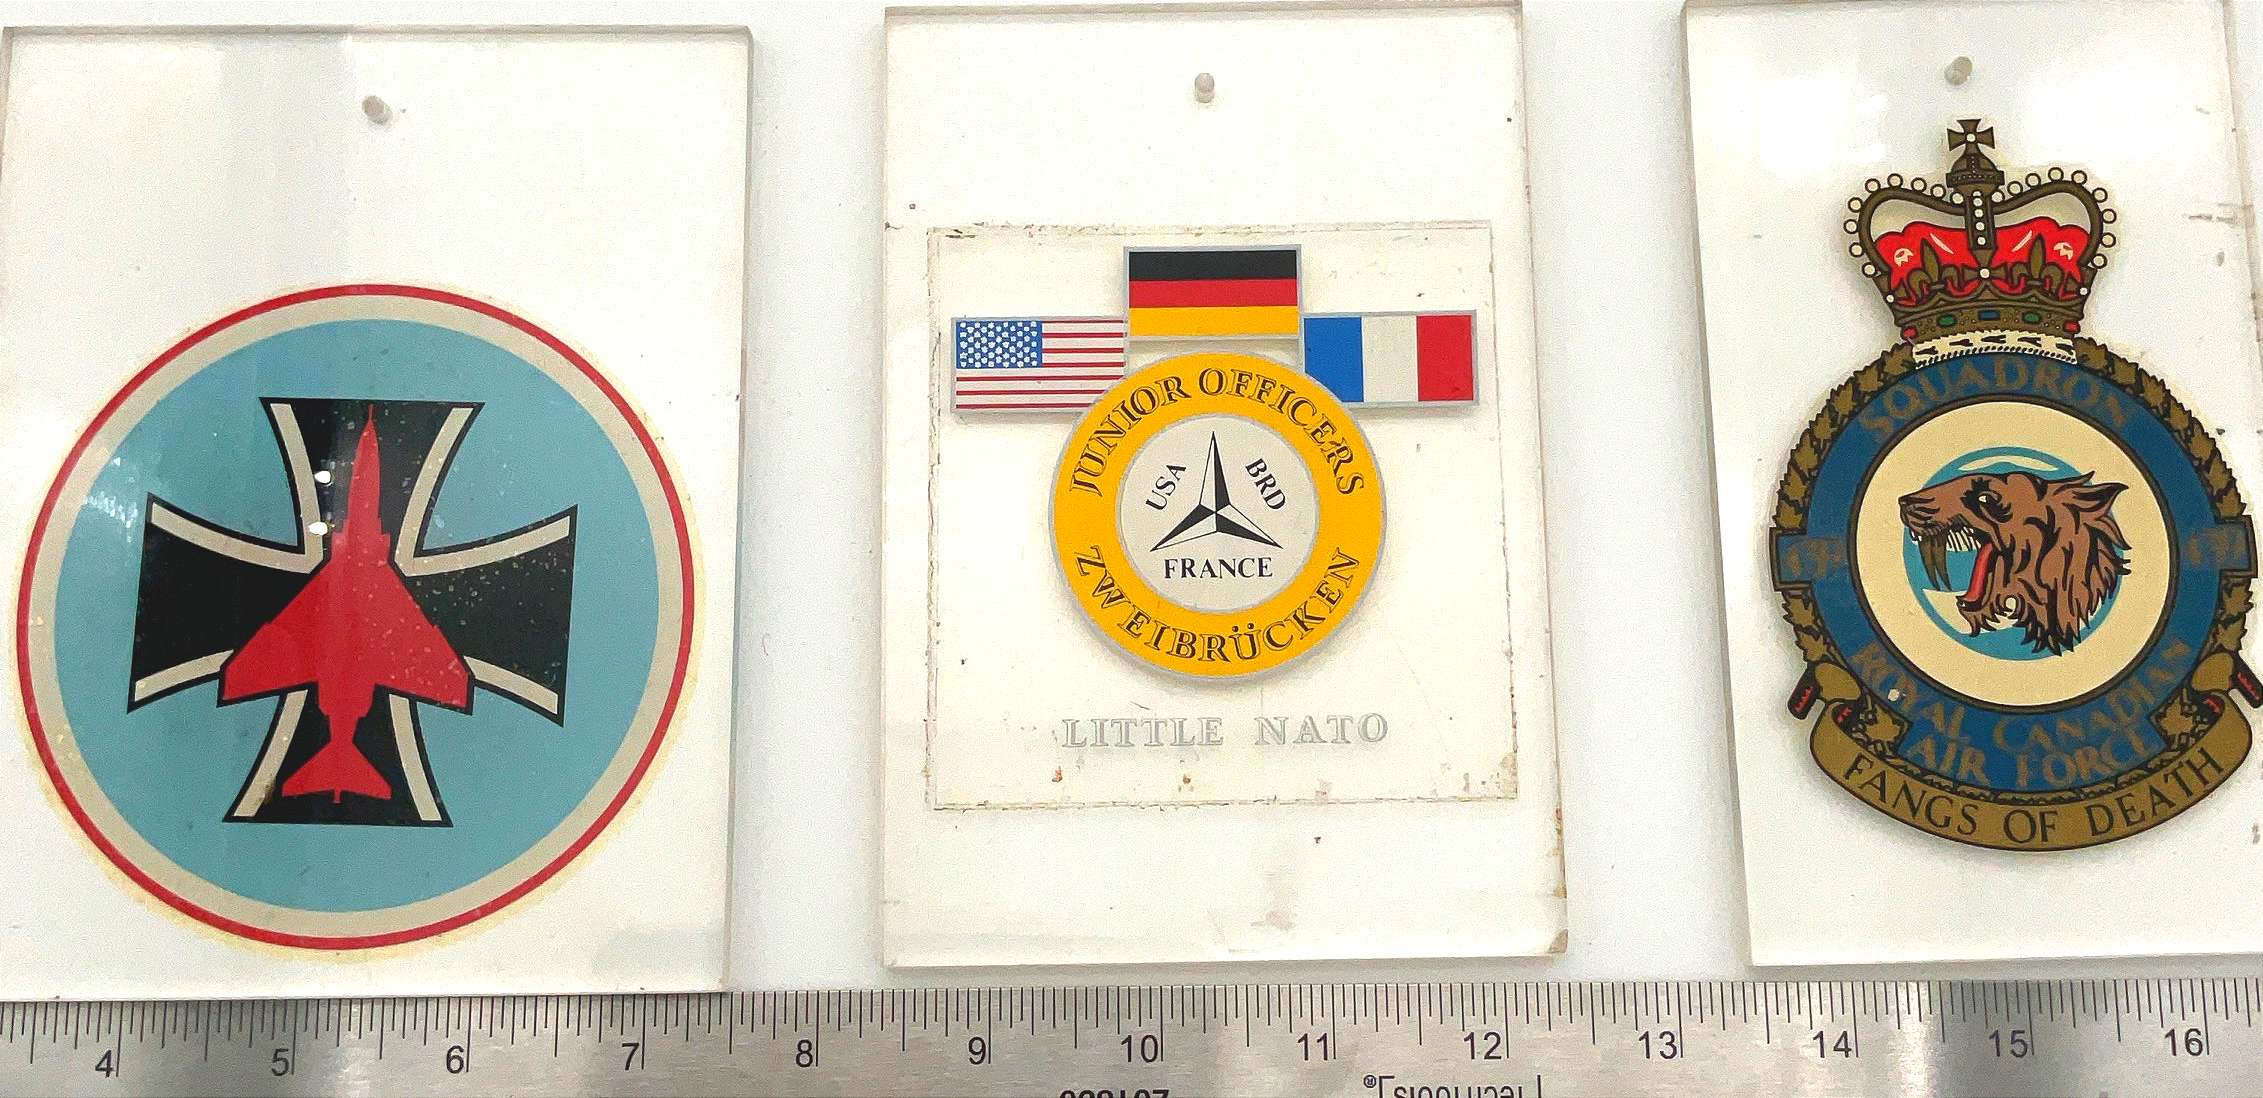 JUNIOR OFFICERS
USA
BRD
FRANCE
ZWEIBRÜCKEN
LITTLE NATO
SQUADRON
ROYAL CANADIAN
AIR FORCE
FANGS OF DEATH
4 5 6 7 8 9 10 11 12 13 14 15 16